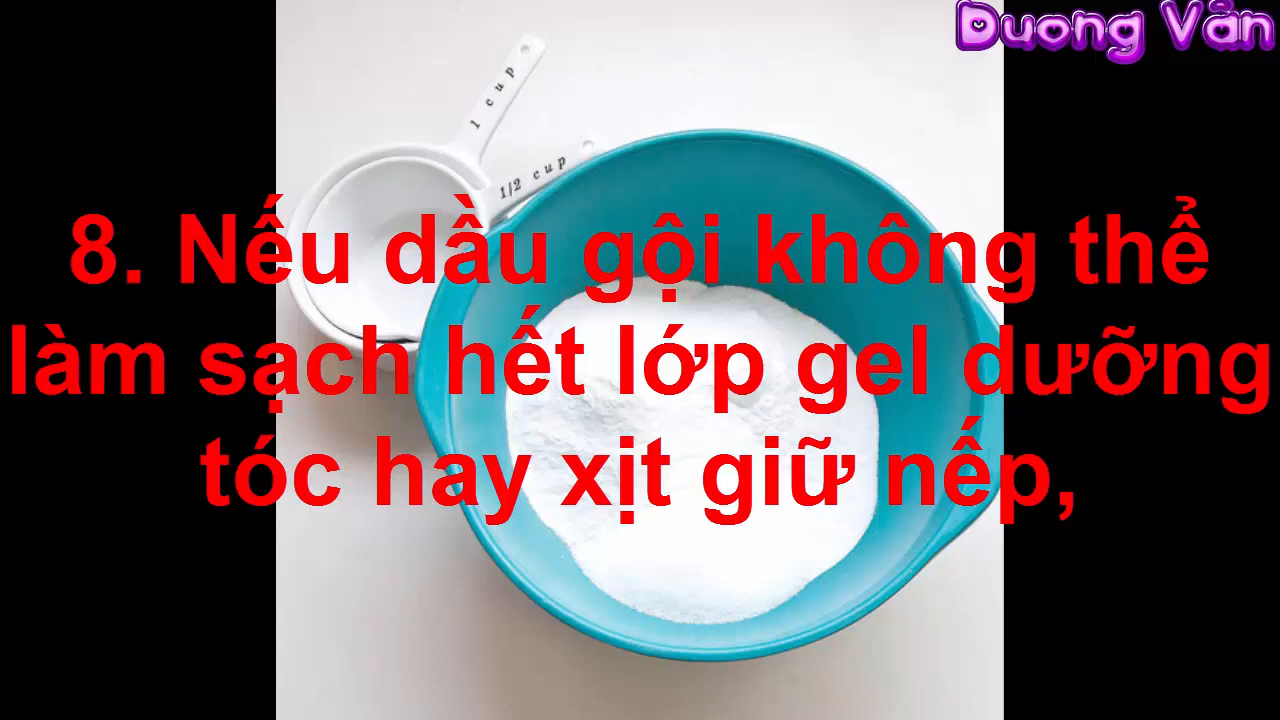 Duong Vân
1 cup
1/2 cup
8. Nếu dầu gội không thể
làm sạch hết lớp gel dưỡng
tóc hay xịt giữ nếp,